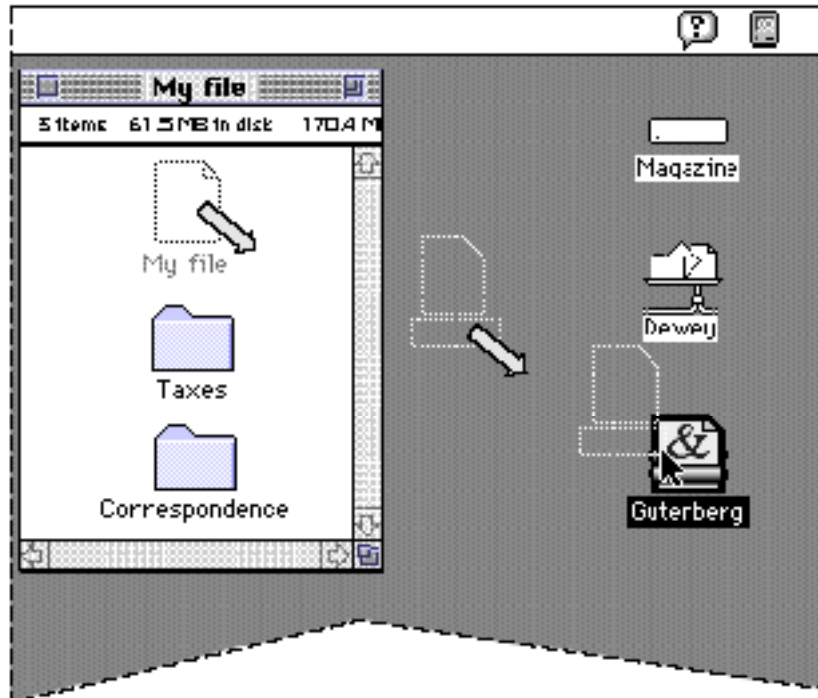 My file
5 items 61.5 MB in disk 170.4 M
My file
Taxes
Correspondence
Magazine
Dewey
&
Guterberg